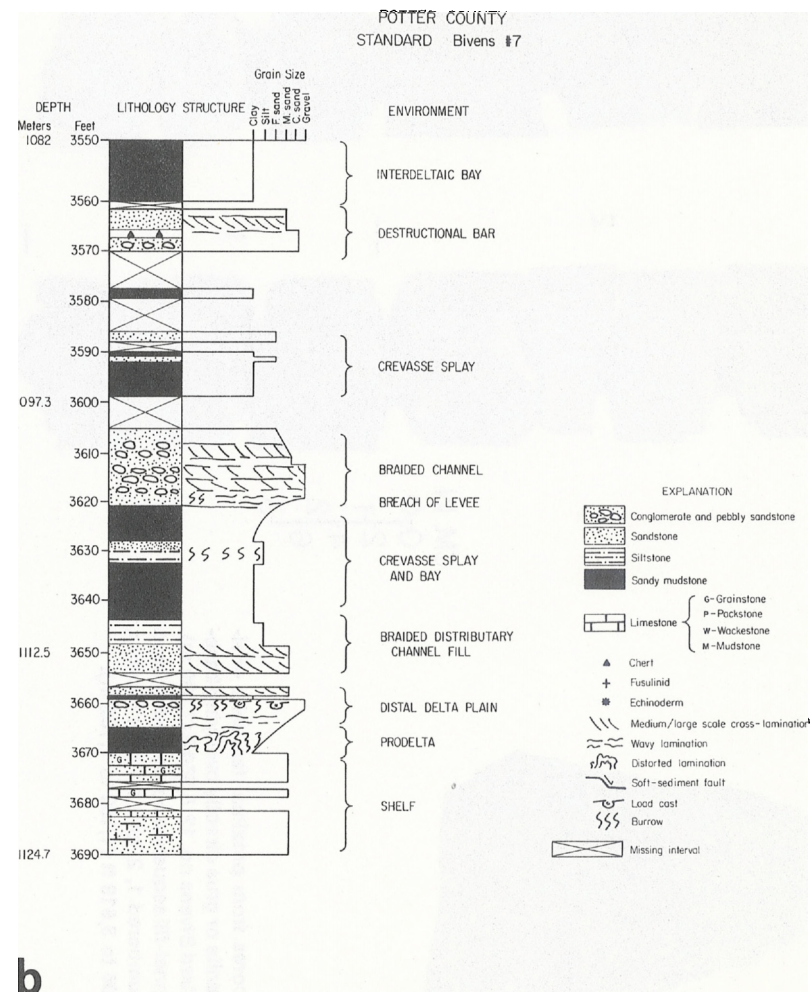 POTTER COUNTY
STANDARD Bivens #7
Grain Size
DEPTH LITHOLOGY STRUCTURE Clay Silt F. sand M. sand C. sand Gravel ENVIRONMENT
Meters Feet
1082 3550
INTERDELTAIC BAY
3560
DESTRUCTIONAL BAR
3570
3580
3590
CREVASSE SPLAY
097.3 3600
3610
BRAIDED CHANNEL
3620 BREACH OF LEVEE
3630
CREVASSE SPLAY
AND BAY
3640
BRAIDED DISTRIBUTARY
CHANNEL FILL
1112.5 3650
3660
DISTAL DELTA PLAIN
PRODELTA
3670
G
G
G
3680
SHELF
1124.7 3690
EXPLANATION
Conglomerate and pebbly sandstone
Sandstone
Siltstone
Sandy mudstone
Limestone
G-Grainstone
P-Packstone
W-Wackestone
M-Mudstone
Chert
Fusulinid
Echinoderm
Medium/large scale cross-lamination
Wavy lamination
Distorted lamination
Soft-sediment fault
Load cast
Burrow
Missing interval
b